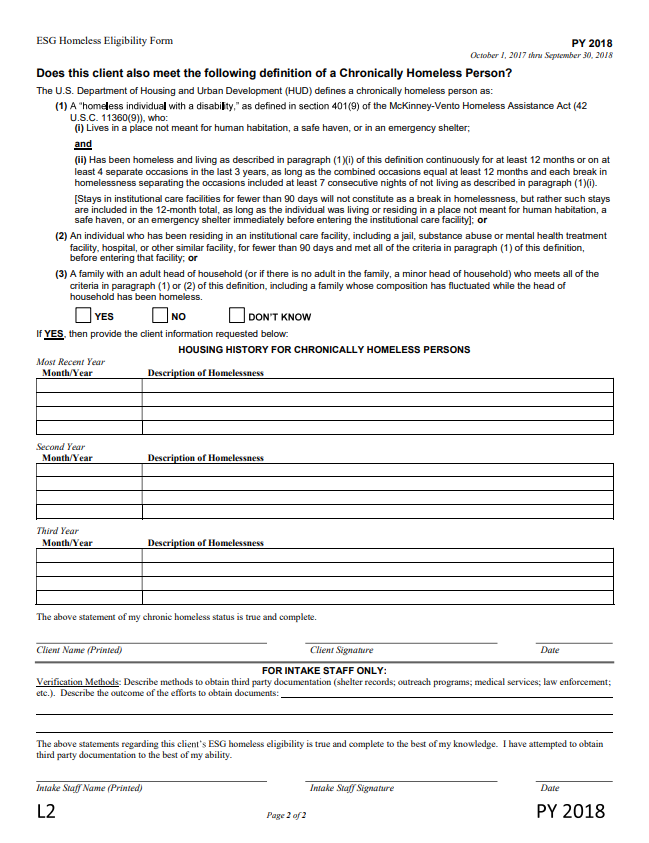 ESG Homeless Eligibility Form
PY 2018
October 1, 2017 thru September 30, 2018
Does this client also meet the following definition of a Chronically Homeless Person?
The U.S. Department of Housing and Urban Development (HUD) defines a chronically homeless person as:
(1) A “homeless individual with a disability,” as defined in section 401(9) of the McKinney-Vento Homeless Assistance Act (42
U.S.C. 11360(9)), who:
(i) Lives in a place not meant for human habitation, a safe haven, or in an emergency shelter;
and
(ii) Has been homeless and living as described in paragraph (1)(i) of this definition continuously for at least 12 months or on at
least 4 separate occasions in the last 3 years, as long as the combined occasions equal at least 12 months and each break in
homelessness separating the occasions included at least 7 consecutive nights of not living as described in paragraph (1)(i).
[Stays in institutional care facilities for fewer than 90 days will not constitute as a break in homelessness, but rather such stays
are included in the 12-month total, as long as the individual was living or residing in a place not meant for human habitation, a
safe haven, or an emergency shelter immediately before entering the institutional care facility]; or
(2) An individual who has been residing in an institutional care facility, including a jail, substance abuse or mental health treatment
facility, hospital, or other similar facility, for fewer than 90 days and met all of the criteria in paragraph (1) of this definition,
before entering that facility; or
(3) A family with an adult head of household (or if there is no adult in the family, a minor head of household) who meets all of the
criteria in paragraph (1) or (2) of this definition, including a family whose composition has fluctuated while the head of
household has been homeless.
YES NO DON'T KNOW
If YES, then provide the client information requested below:
HOUSING HISTORY FOR CHRONICALLY HOMELESS PERSONS
Most Recent Year
Month/Year Description of Homelessness
Second Year
Month/Year Description of Homelessness
Third Year
Month/Year Description of Homelessness
The above statement of my chronic homeless status is true and complete.
Client Name (Printed) Client Signature Date
FOR INTAKE STAFF ONLY:
Verification Methods: Describe methods to obtain third party documentation (shelter records; outreach programs; medical services; law enforcement;
etc.). Describe the outcome of the efforts to obtain documents:
The above statements regarding this client's ESG homeless eligibility is true and complete to the best of my knowledge. I have attempted to obtain
third party documentation to the best of my ability.
Intake Staff Name (Printed) Intake Staff Signature Date
L2 Page 2 of 2 PY 2018